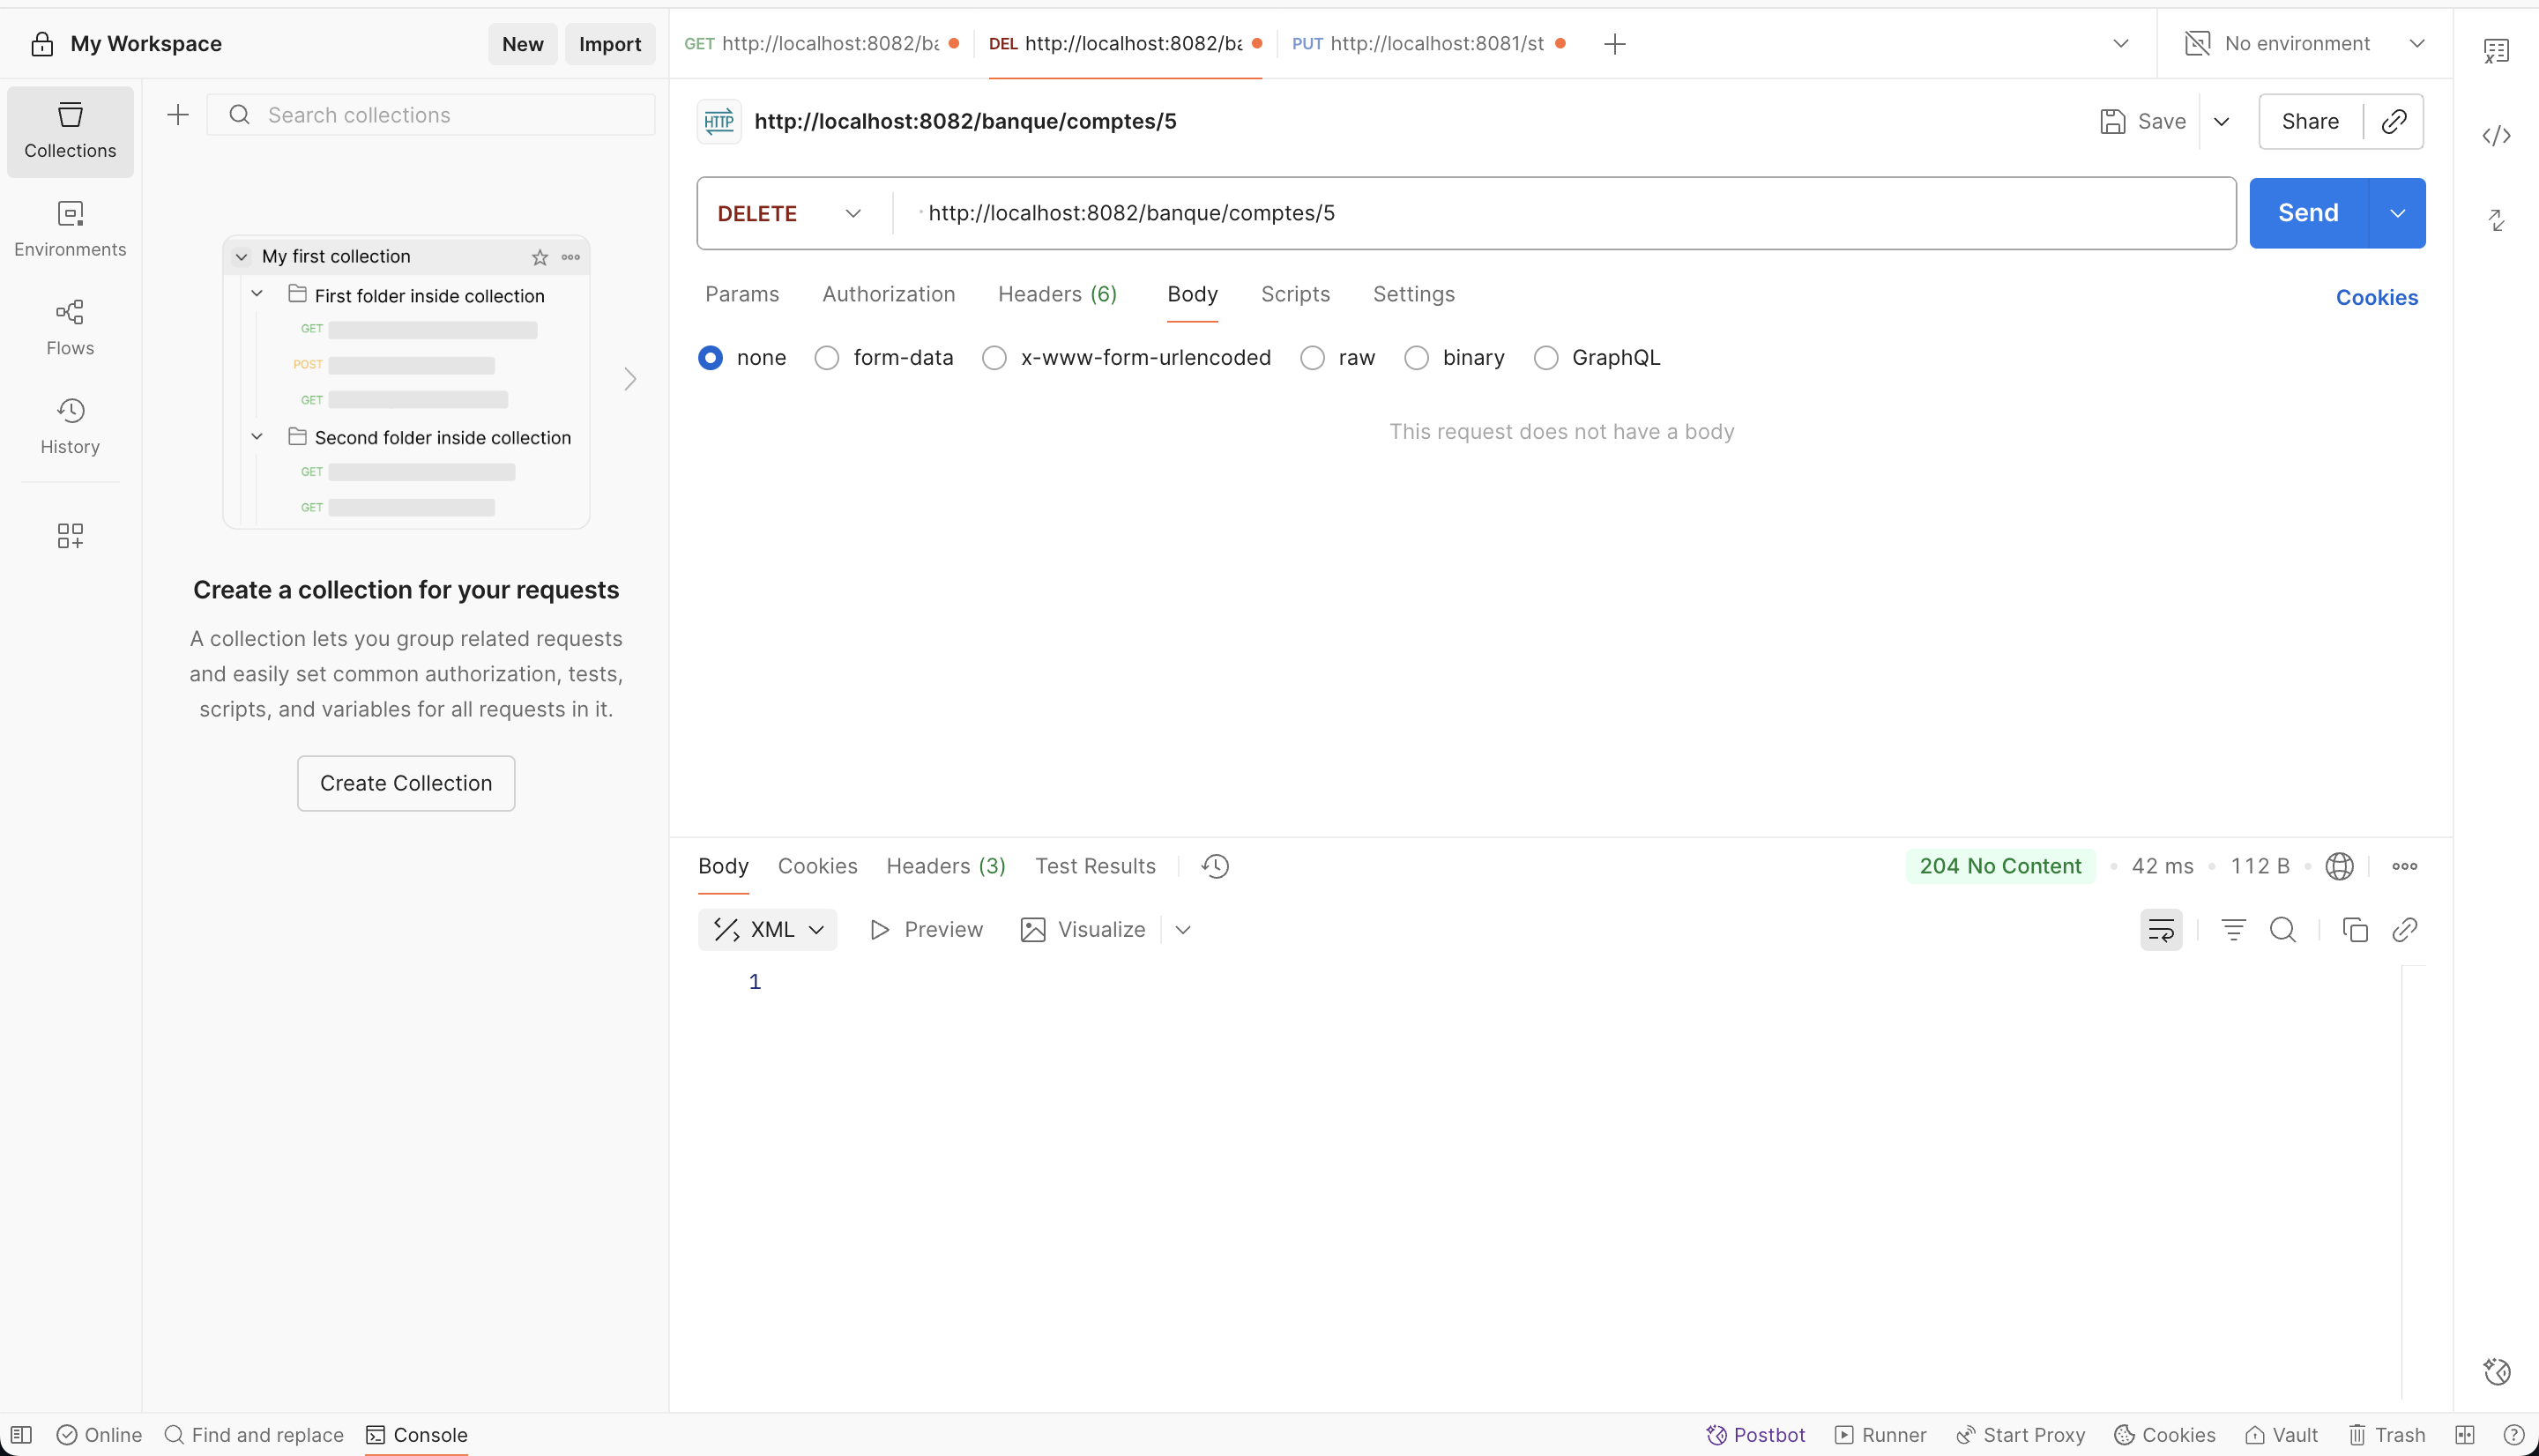 My Workspace
New
Import
GET http://localhost:8082/ba
DEL http://localhost:8082/ba
PUT http://localhost:8081/st
No environment
Collections
Environments
Flows
History
Search collections
My first collection
First folder inside collection
GET
POST
GET
Second folder inside collection
GET
GET
Create a collection for your requests
A collection lets you group related requests
and easily set common authorization, tests,
scripts, and variables for all requests in it.
Create Collection
HTTP http://localhost:8082/banque/comptes/5
Save
Share
DELETE http://localhost:8082/banque/comptes/5
Send
Params Authorization Headers (6) Body Scripts Settings
Cookies
none form-data x-www-form-urlencoded raw binary GraphQL
This request does not have a body
Body Cookies Headers (3) Test Results
204 No Content • 42 ms • 112 B
XML Preview Visualize
1
Online Find and replace Console
Postbot Runner Start Proxy Cookies Vault Trash